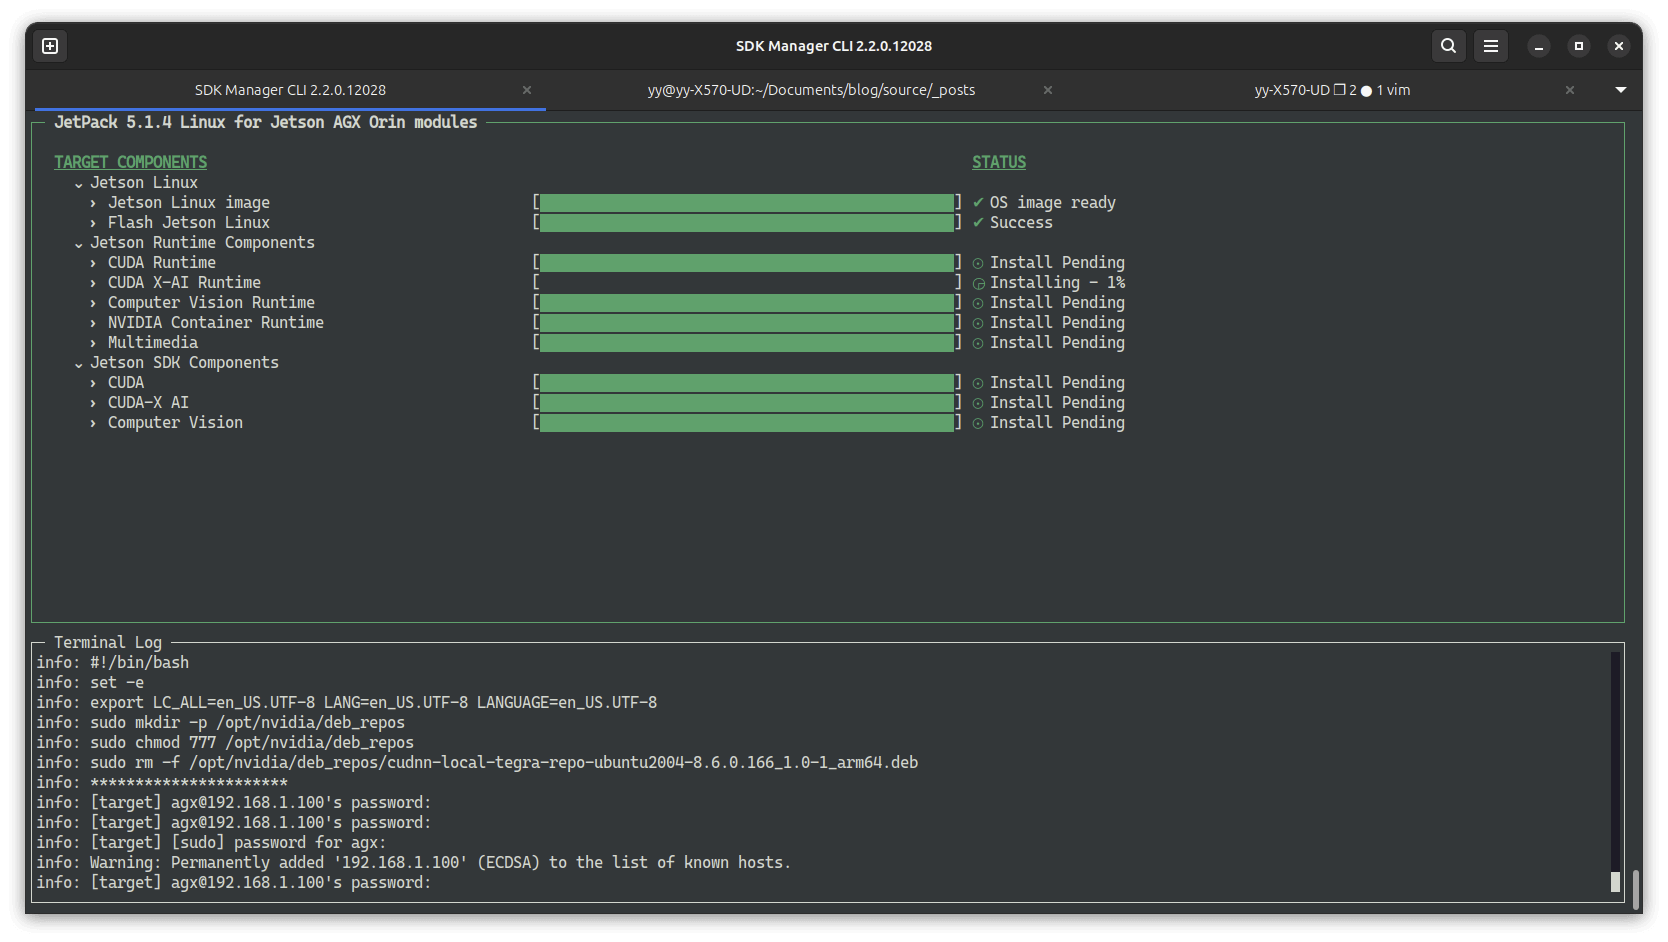 SDK Manager CLI 2.2.0.12028
SDK Manager CLI 2.2.0.12028 × yy@yy-X570-UD:~/Documents/blog/source/_posts × yy-X570-UD ❐ 2 ● 1 vim ×
JetPack 5.1.4 Linux for Jetson AGX Orin modules
TARGET COMPONENTS STATUS
⌄ Jetson Linux
› Jetson Linux image [ ] ✔ OS image ready
› Flash Jetson Linux [ ] ✔ Success
⌄ Jetson Runtime Components
› CUDA Runtime [ ] ⊙ Install Pending
› CUDA X-AI Runtime [ ] ◶ Installing - 1%
› Computer Vision Runtime [ ] ⊙ Install Pending
› NVIDIA Container Runtime [ ] ⊙ Install Pending
› Multimedia [ ] ⊙ Install Pending
⌄ Jetson SDK Components
› CUDA [ ] ⊙ Install Pending
› CUDA-X AI [ ] ⊙ Install Pending
› Computer Vision [ ] ⊙ Install Pending
Terminal Log
info: #!/bin/bash
info: set -e
info: export LC_ALL=en_US.UTF-8 LANG=en_US.UTF-8 LANGUAGE=en_US.UTF-8
info: sudo mkdir -p /opt/nvidia/deb_repos
info: sudo chmod 777 /opt/nvidia/deb_repos
info: sudo rm -f /opt/nvidia/deb_repos/cudnn-local-tegra-repo-ubuntu2004-8.6.0.166_1.0-1_arm64.deb
info: **********************
info: [target] agx@192.168.1.100's password:
info: [target] agx@192.168.1.100's password:
info: [target] [sudo] password for agx:
info: Warning: Permanently added '192.168.1.100' (ECDSA) to the list of known hosts.
info: [target] agx@192.168.1.100's password: